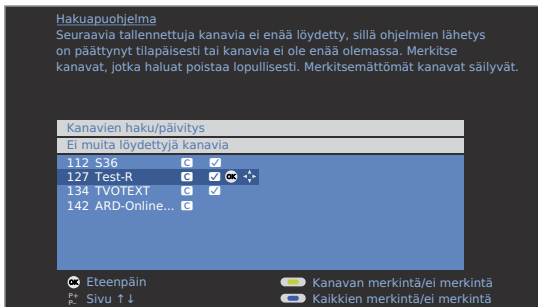 Hakuapuohjelma
Seuraavia tallennettuja kanavia ei enää löydetty, sillä ohjelmien lähetys
on päättynyt tilapäisesti tai kanavia ei ole enää olemassa. Merkitse
kanavat, jotka haluat poistaa lopullisesti. Merkitsemättömät kanavat säilyvät.
Kanavien haku/päivitys
Ei muita löydettyjä kanavia
112 S36 C ✓
127 Test-R C ✓ OK
134 TVOTEXT C ✓
142 ARD-Online... C
OK Eteenpäin
Kanavan merkintä/ei merkintä
P+ P– Sivu ↑↓
Kaikkien merkintä/ei merkintä